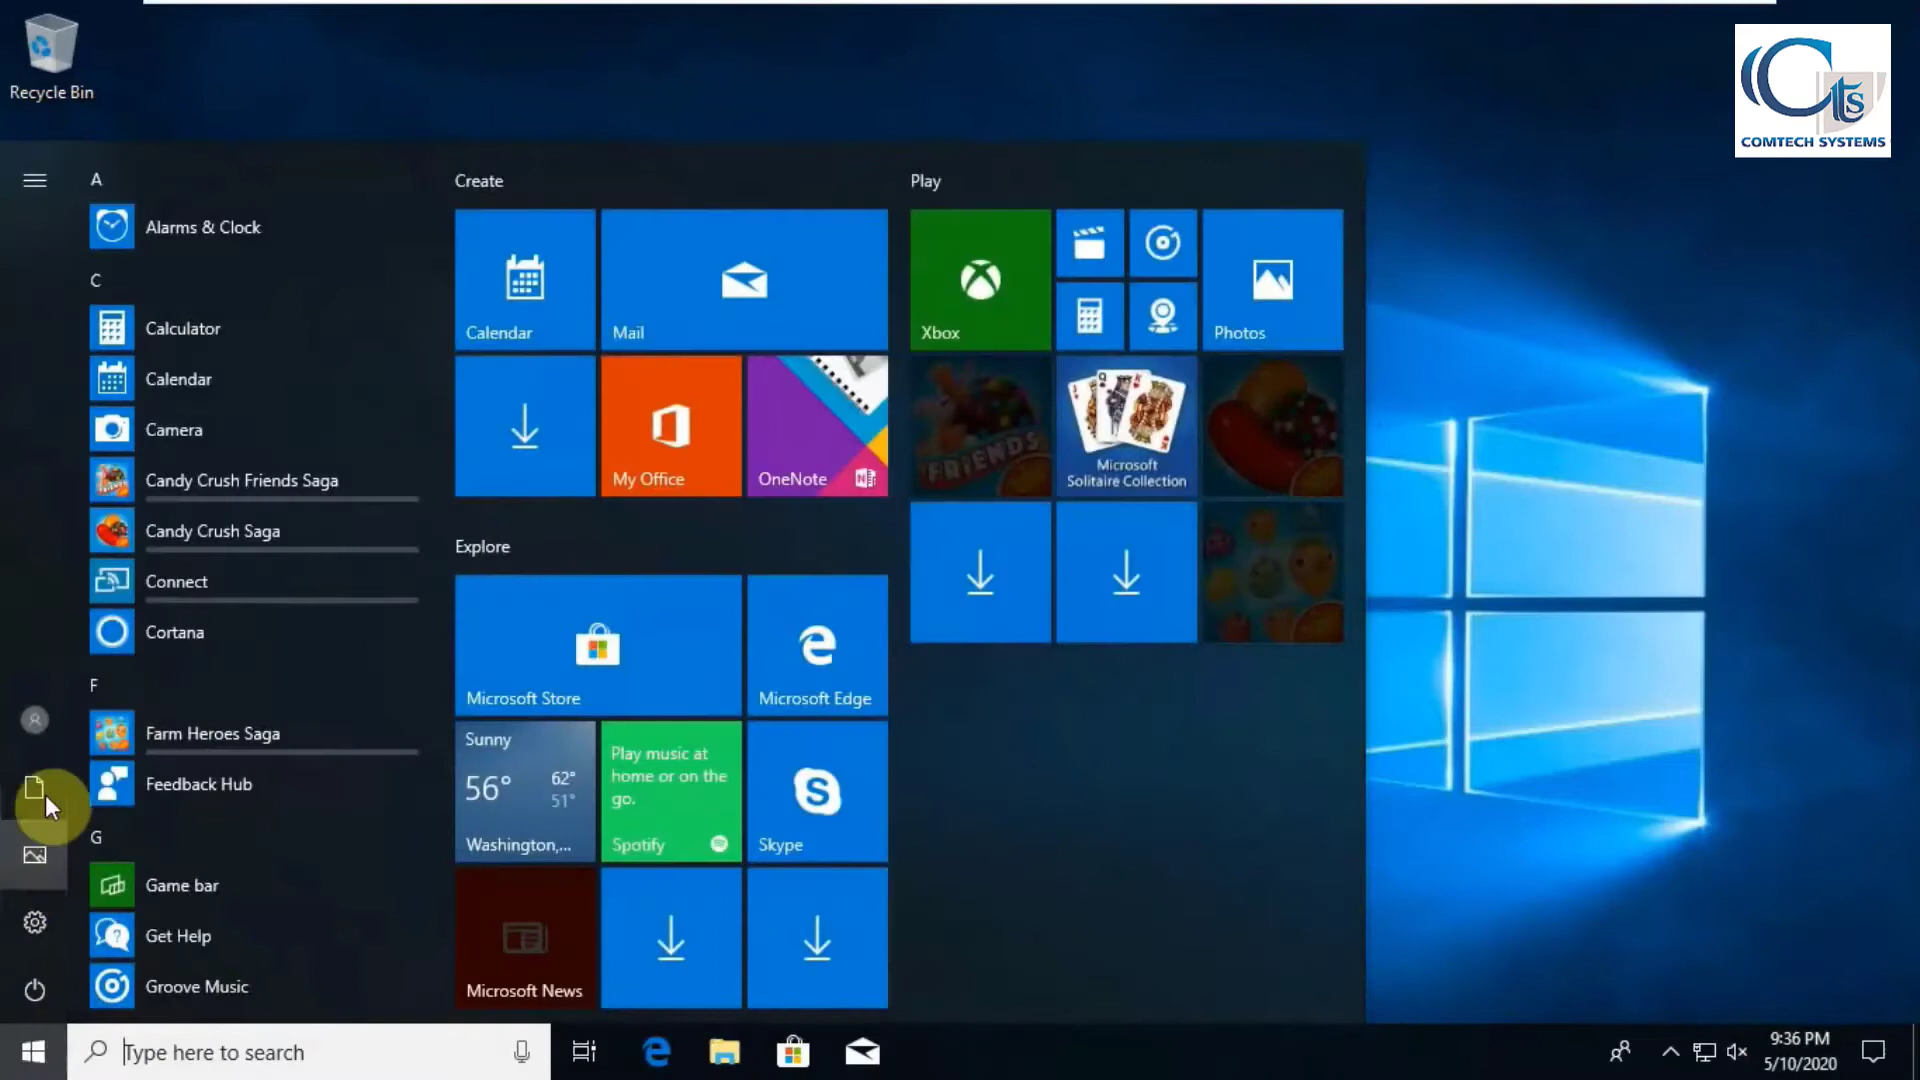 Recycle Bin
Cts
COMTECH SYSTEMS
A
Alarms & Clock
C
Calculator
Calendar
Camera
Candy Crush Friends Saga
Candy Crush Saga
Connect
Cortana
F
Farm Heroes Saga
Feedback Hub
G
Game bar
Get Help
Groove Music
Create
Calendar
Mail
My Office
OneNote
N
Explore
Microsoft Store
Microsoft Edge
Sunny
56°
62°
51°
Washington,...
Play music at
home or on the
go.
Spotify
Skype
Microsoft News
Play
Xbox
Photos
FRIENDS
Microsoft
Solitaire Collection
Type here to search
9:36 PM
5/10/2020